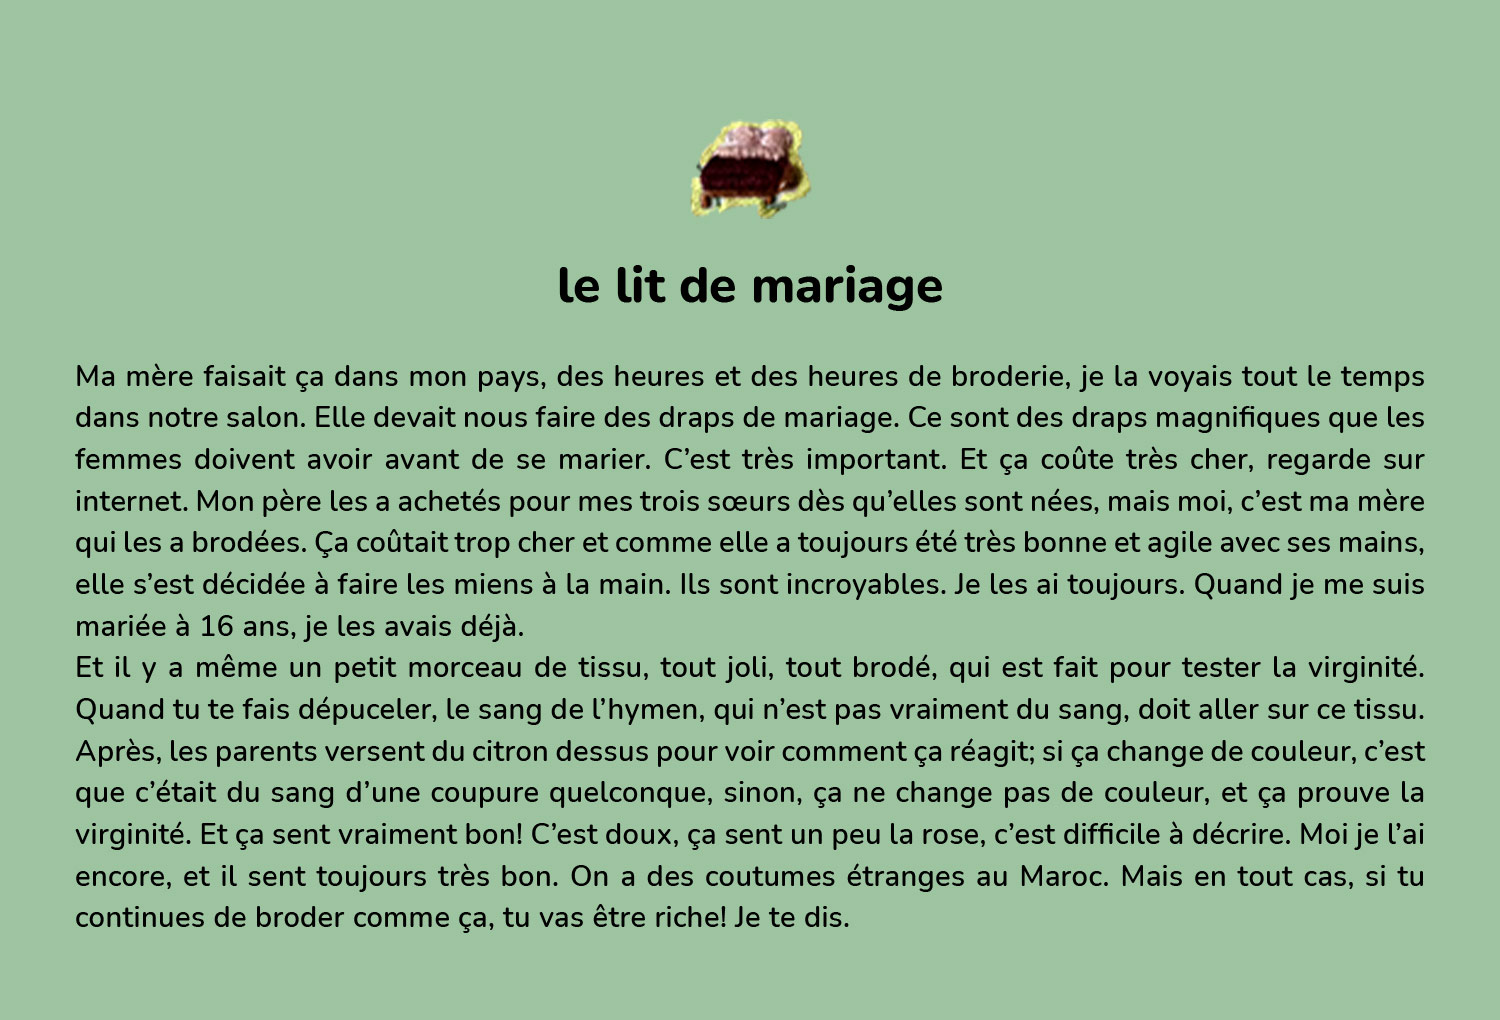 le lit de mariage
Ma mère faisait ça dans mon pays, des heures et des heures de broderie, je la voyais tout le temps
dans notre salon. Elle devait nous faire des draps de mariage. Ce sont des draps magnifiques que les
femmes doivent avoir avant de se marier. C’est très important. Et ça coûte très cher, regarde sur
internet. Mon père les a achetés pour mes trois sœurs dès qu’elles sont nées, mais moi, c’est ma mère
qui les a brodées. Ça coûtait trop cher et comme elle a toujours été très bonne et agile avec ses mains,
elle s’est décidée à faire les miens à la main. Ils sont incroyables. Je les ai toujours. Quand je me suis
mariée à 16 ans, je les avais déjà.
Et il y a même un petit morceau de tissu, tout joli, tout brodé, qui est fait pour tester la virginité.
Quand tu te fais dépuceler, le sang de l’hymen, qui n’est pas vraiment du sang, doit aller sur ce tissu.
Après, les parents versent du citron dessus pour voir comment ça réagit; si ça change de couleur, c’est
que c’était du sang d’une coupure quelconque, sinon, ça ne change pas de couleur, et ça prouve la
virginité. Et ça sent vraiment bon! C’est doux, ça sent un peu la rose, c’est difficile à décrire. Moi je l’ai
encore, et il sent toujours très bon. On a des coutumes étranges au Maroc. Mais en tout cas, si tu
continues de broder comme ça, tu vas être riche! Je te dis.